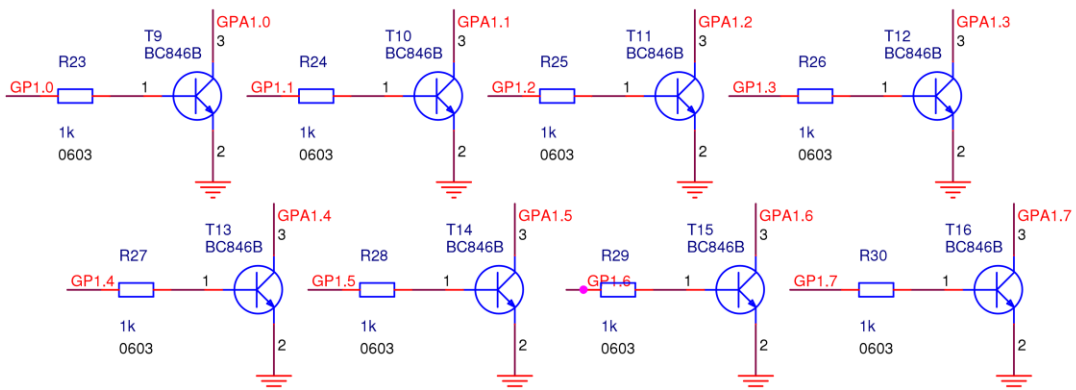 GPA1.0
3
T9
BC846B
R23
GP1.0
1
1k
0603
2
GPA1.1
3
T10
BC846B
R24
GP1.1
1
1k
0603
2
GPA1.2
3
T11
BC846B
R25
GP1.2
1
1k
0603
2
GPA1.3
3
T12
BC846B
R26
GP1.3
1
1k
0603
2
GPA1.4
3
T13
BC846B
R27
GP1.4
1
1k
0603
2
GPA1.5
3
T14
BC846B
R28
GP1.5
1
1k
0603
2
GPA1.6
3
T15
BC846B
R29
GP1.6
1
1k
0603
2
GPA1.7
3
T16
BC846B
R30
GP1.7
1
1k
0603
2